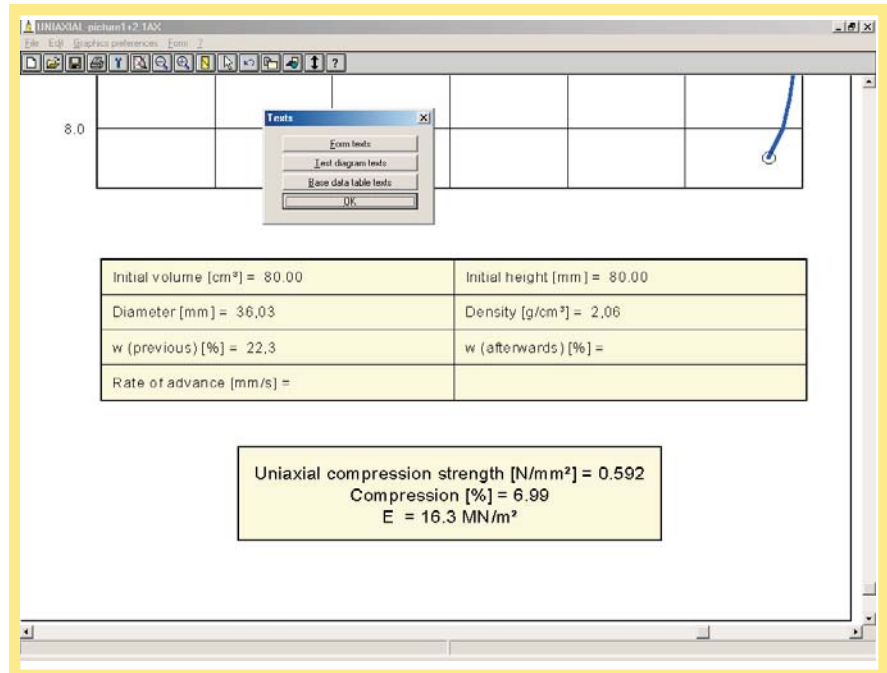 UNIAXIAL picture1+2.1AX
File Edit Graphics preferences Form ?
?
8.0
Texts
Form texts
Test diagram texts
Base data table texts
OK
Initial volume [cm³] = 80.00
Initial height [mm] = 80.00
Diameter [mm] = 36,03
Density [g/cm³] = 2,06
w (previous) [%] = 22,3
w (afterwards) [%] =
Rate of advance [mm/s] =
Uniaxial compression strength [N/mm²] = 0.592
Compression [%] = 6.99
E = 16.3 MN/m²